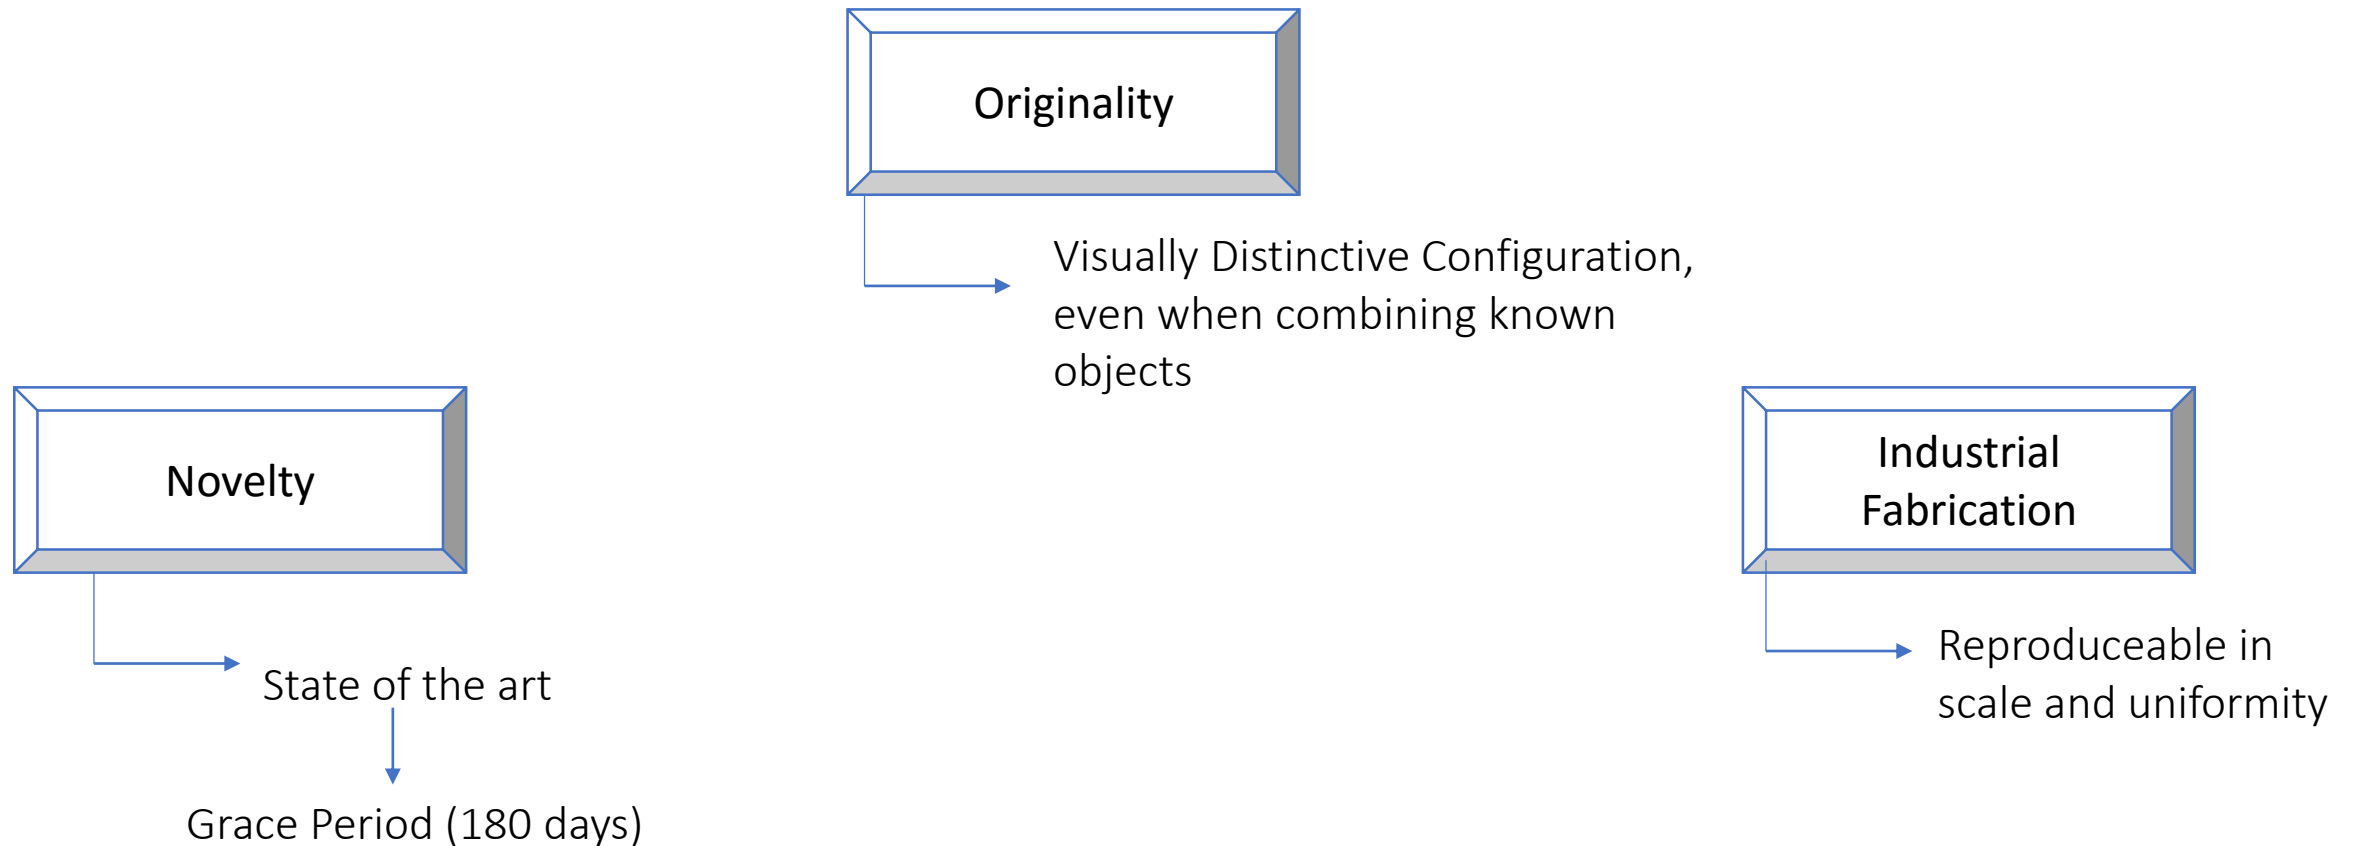 Originality
Visually Distinctive Configuration,
even when combining known
objects
Novelty
State of the art
Grace Period (180 days)
Industrial
Fabrication
Reproduceable in
scale and uniformity